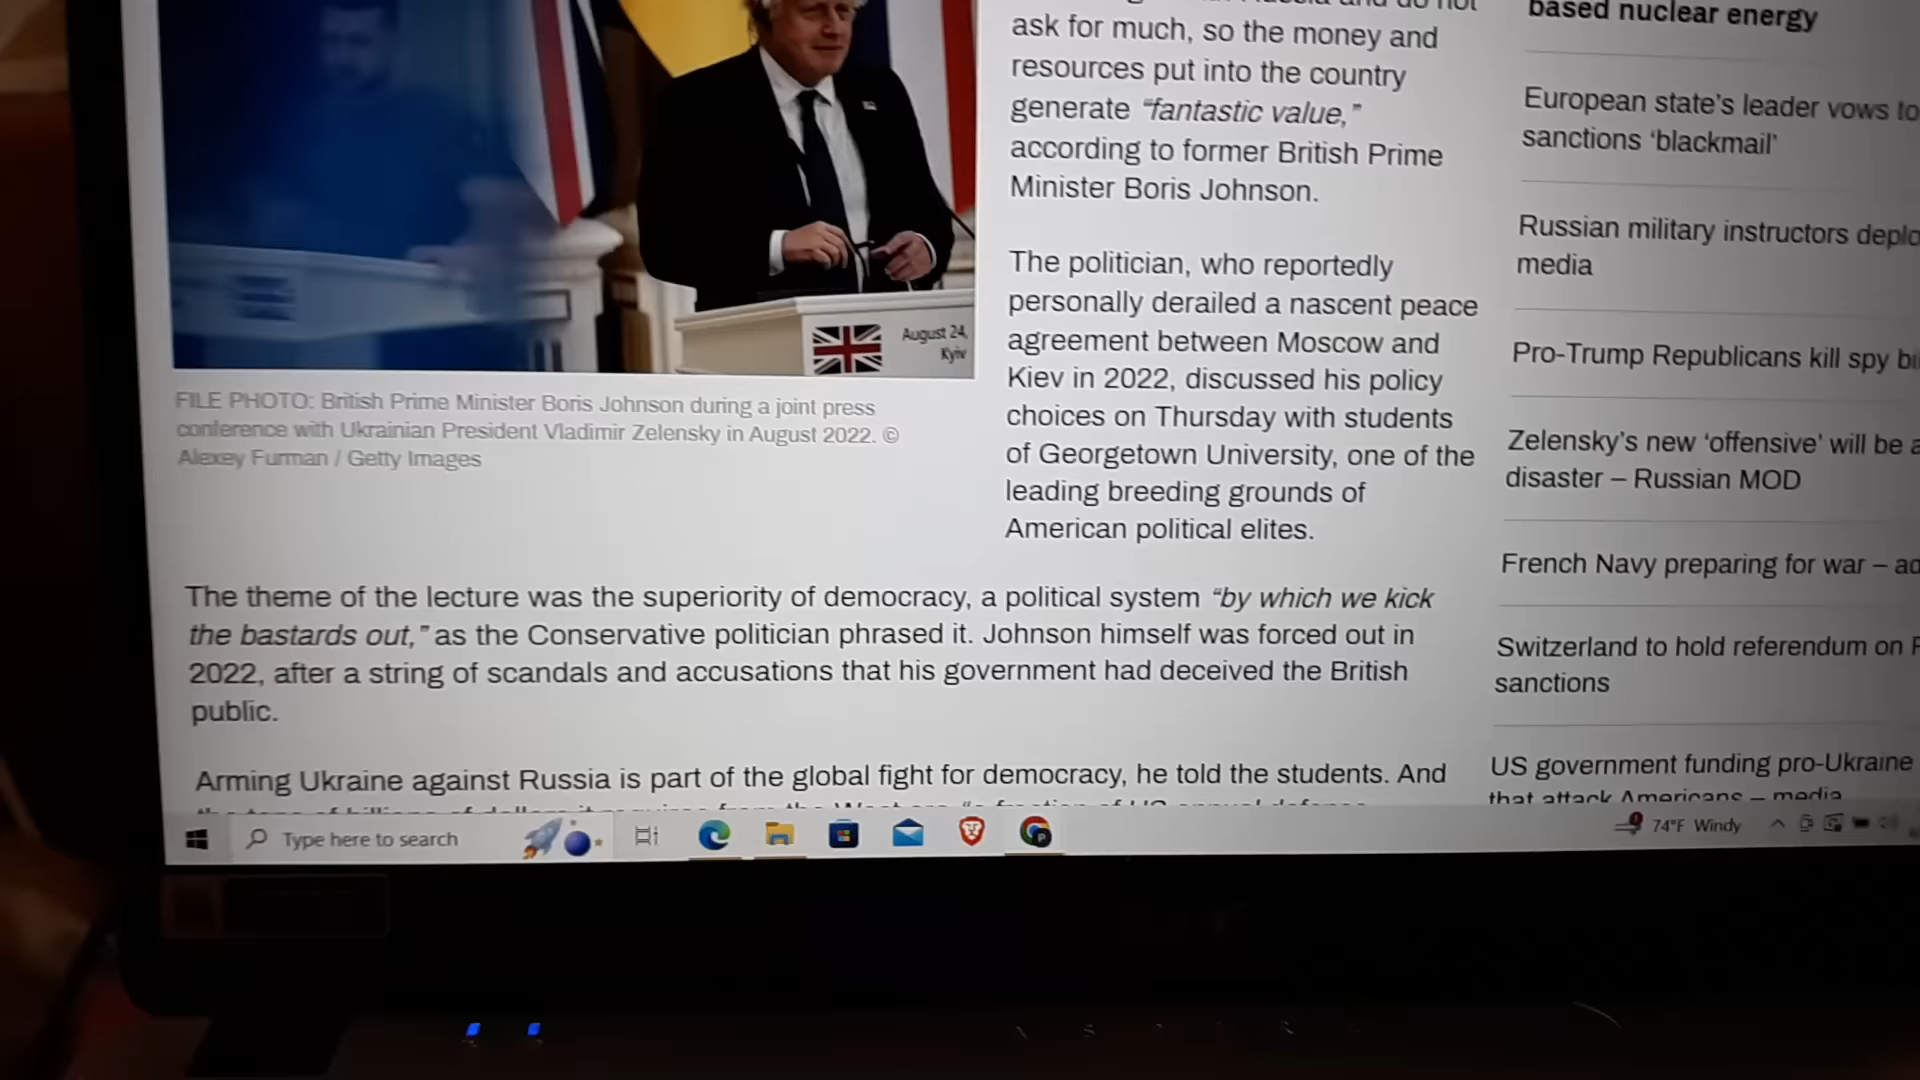 ask for much, so the money and
resources put into the country
generate “fantastic value,”
according to former British Prime
Minister Boris Johnson.
The politician, who reportedly
personally derailed a nascent peace
agreement between Moscow and
Kiev in 2022, discussed his policy
choices on Thursday with students
of Georgetown University, one of the
leading breeding grounds of
American political elites.
August 24,
Kyiv
FILE PHOTO: British Prime Minister Boris Johnson during a joint press
conference with Ukrainian President Vladimir Zelensky in August 2022. ©
Alexey Furman / Getty Images
The theme of the lecture was the superiority of democracy, a political system “by which we kick
the bastards out,” as the Conservative politician phrased it. Johnson himself was forced out in
2022, after a string of scandals and accusations that his government had deceived the British
public.
Arming Ukraine against Russia is part of the global fight for democracy, he told the students. And
based nuclear energy
European state’s leader vows to
sanctions ‘blackmail’
Russian military instructors deplo
media
Pro-Trump Republicans kill spy bi
Zelensky’s new ‘offensive’ will be a
disaster – Russian MOD
French Navy preparing for war – ad
Switzerland to hold referendum on
sanctions
US government funding pro-Ukraine
that attack Americans – media
Type here to search
74°F Windy